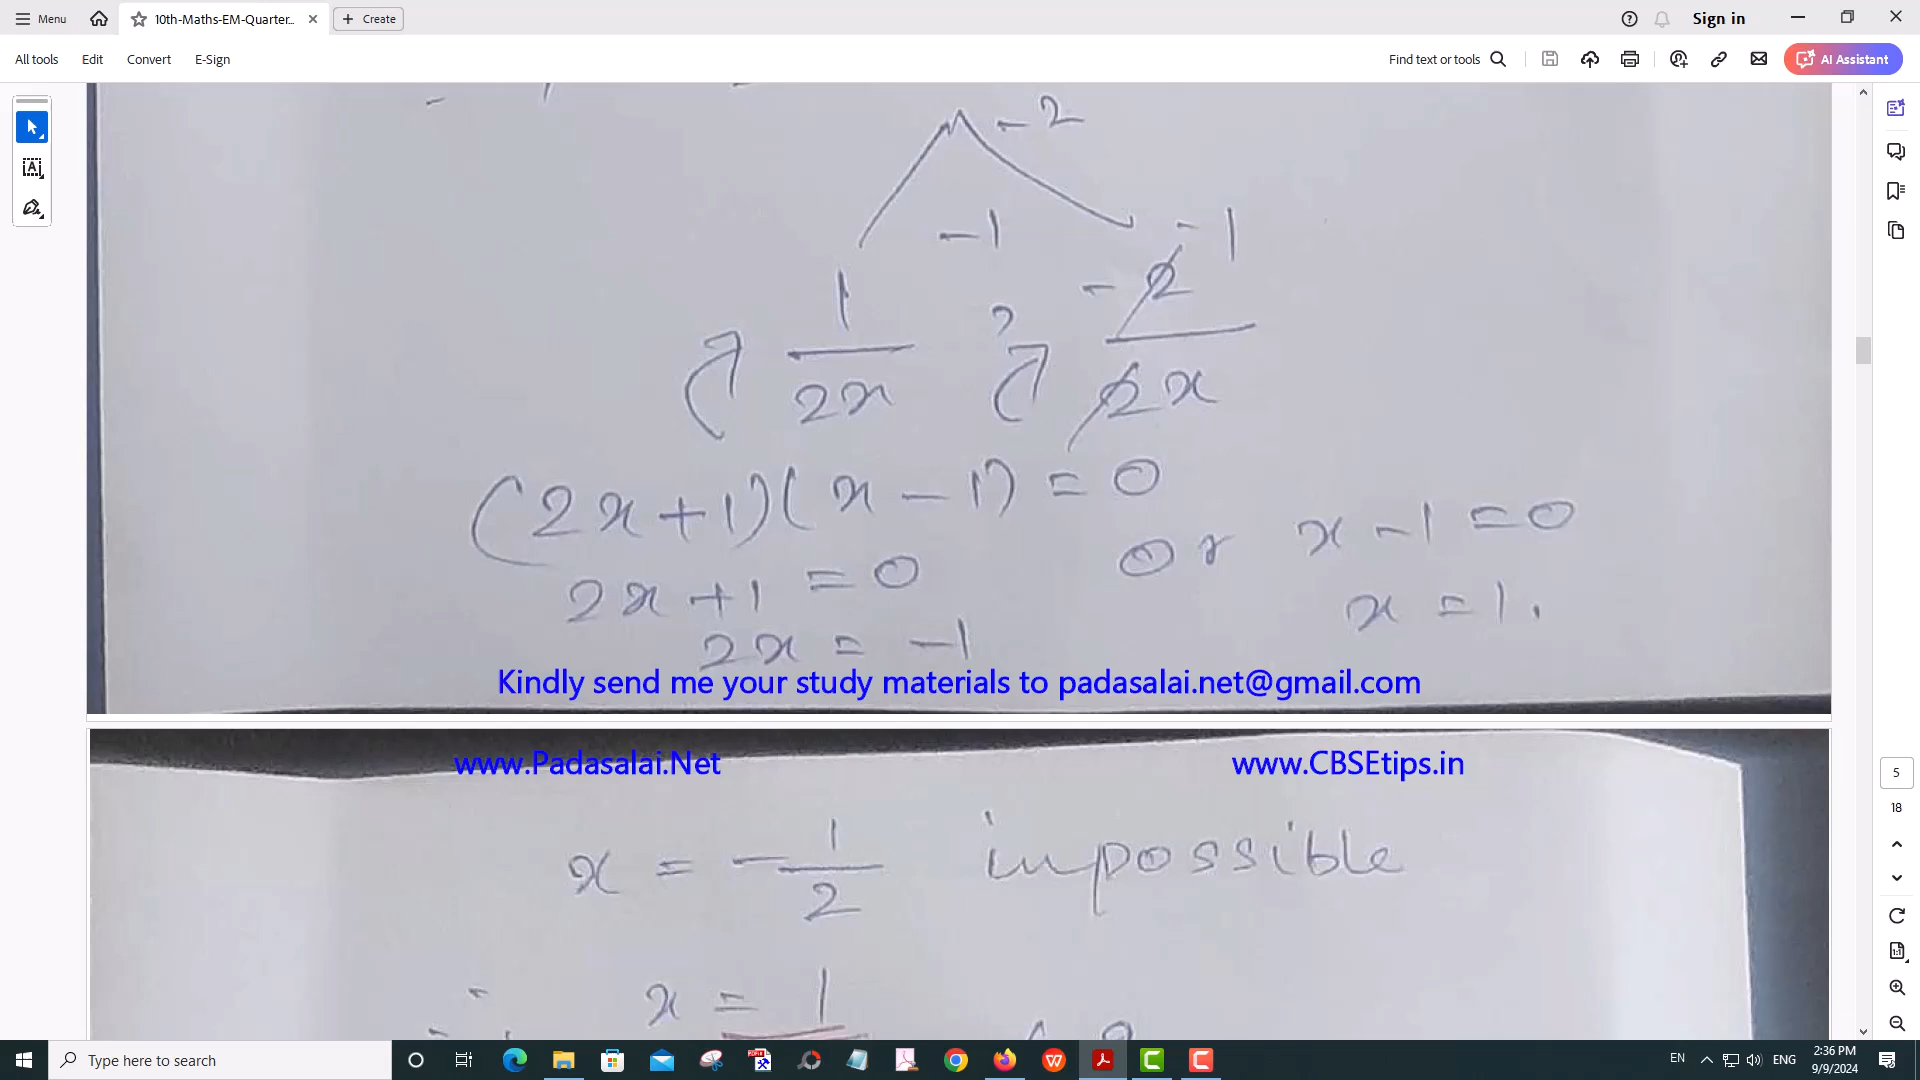 Menu
10th-Maths-EM-Quarter...
Create
Sign in
All tools Edit Convert E-Sign
Find text or tools
AI Assistant
-2
-1 -1
1/2x , -2/2x
(2x+1)(x-1) = 0
2x+1 = 0 or x-1 = 0
2x = -1 x = 1.
Kindly send me your study materials to padasalai.net@gmail.com
www.Padasalai.Net www.CBSEtips.in
x = -1/2 impossible
x = 1
5
18
Type here to search
EN
ENG
2:36 PM
9/9/2024